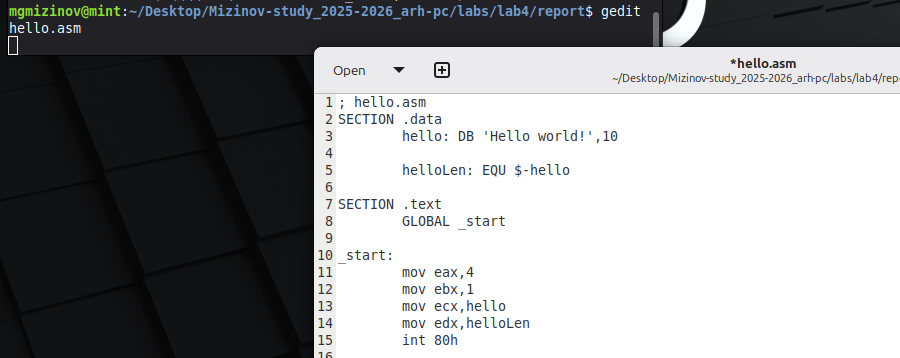 mgmizinov@mint:~/Desktop/Mizinov-study_2025-2026_arh-pc/labs/lab4/report$ gedit
hello.asm
Open
*hello.asm
~/Desktop/Mizinov-study_2025-2026_arh-pc/labs/lab4/repo
1 ; hello.asm
2 SECTION .data
3         hello: DB 'Hello world!',10
4
5         helloLen: EQU $-hello
6
7 SECTION .text
8         GLOBAL _start
9
10 _start:
11         mov eax,4
12         mov ebx,1
13         mov ecx,hello
14         mov edx,helloLen
15         int 80h
16